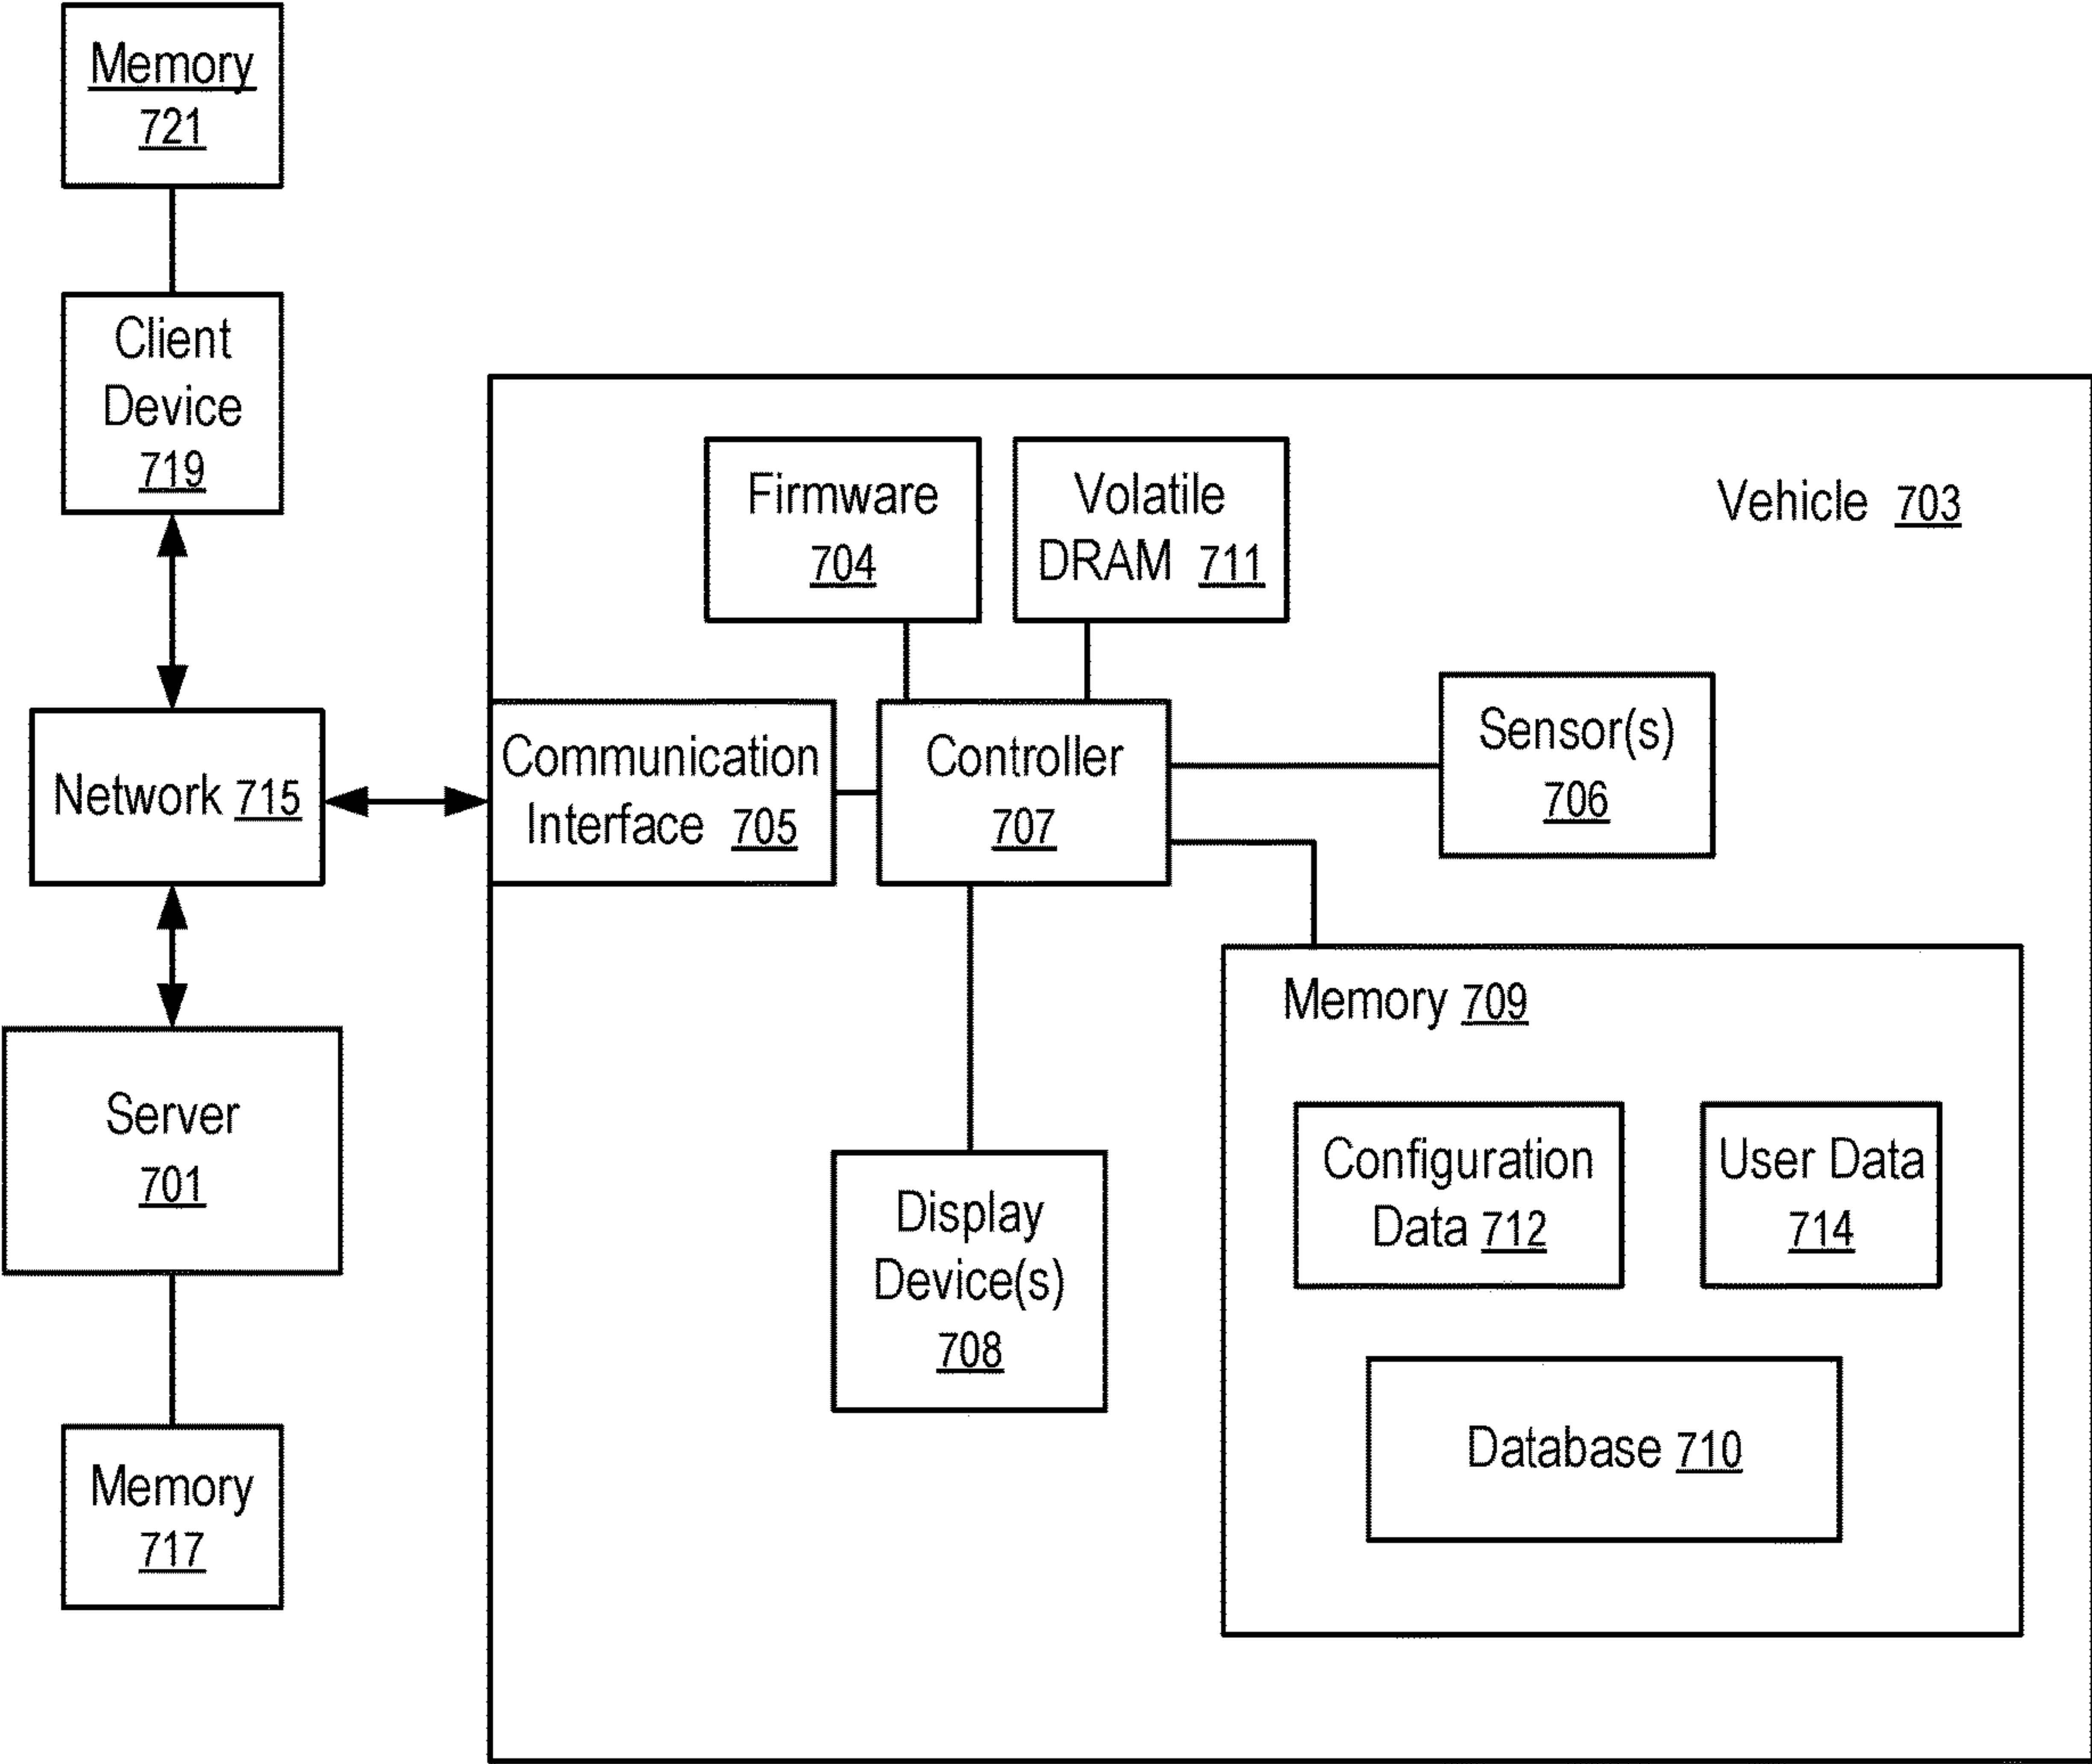 Memory
721
Client
Device
719
Firmware
704
Volatile
DRAM 711
Vehicle 703
Network 715
Communication
Interface 705
Controller
707
Sensor(s)
706
Server
701
Memory
717
Display
Device(s)
708
Memory 709
Configuration
Data 712
User Data
714
Database 710